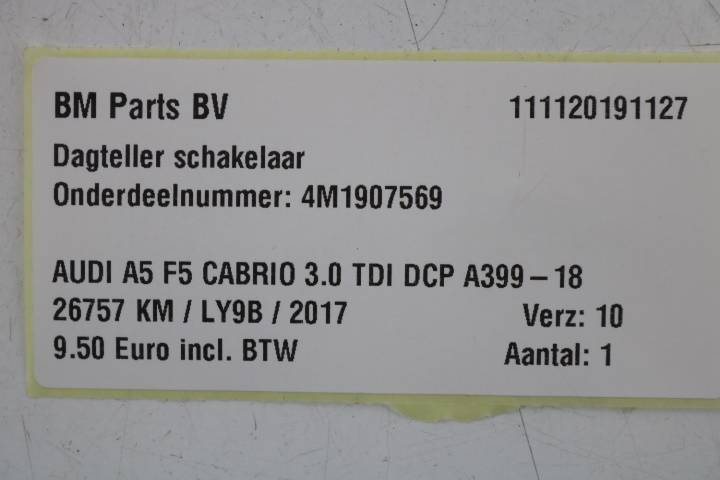 BM Parts BV 111120191127
Dagteller schakelaar
Onderdeelnummer: 4M1907569
AUDI A5 F5 CABRIO 3.0 TDI DCP A399 – 18
26757 KM / LY9B / 2017 Verz: 10
9.50 Euro incl. BTW Aantal: 1